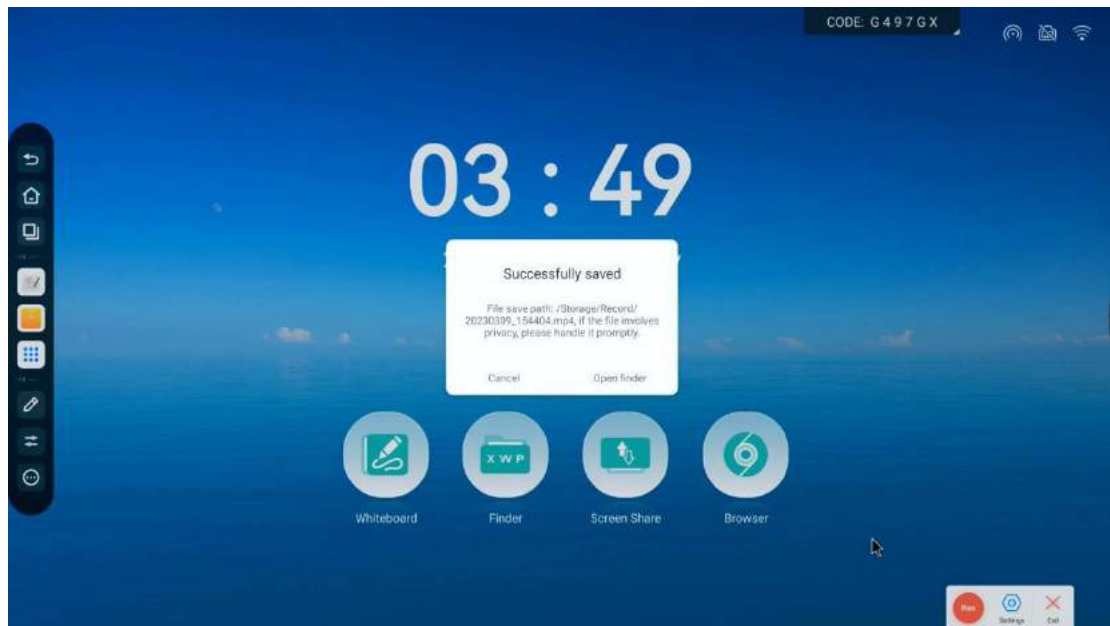 CODE: G497GX
03 : 49
Successfully saved
File save path: /Storage/Record/
20230309_154404.mp4, if the file involves
privacy, please handle it promptly.
Cancel
Open finder
X W P
Whiteboard
Finder
Screen Share
Browser
Rec
Settings
Exit